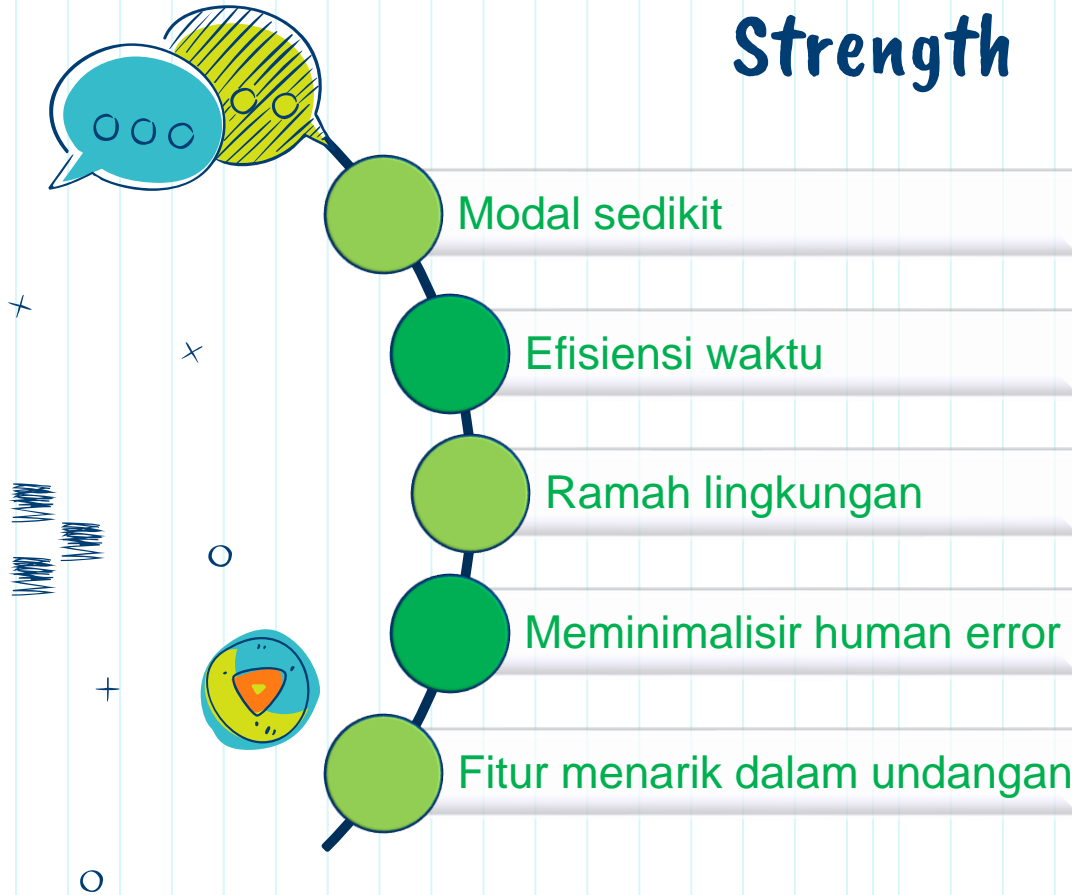 Strength
Modal sedikit
Efisiensi waktu
Ramah lingkungan
Meminimalisir human error
Fitur menarik dalam undangan